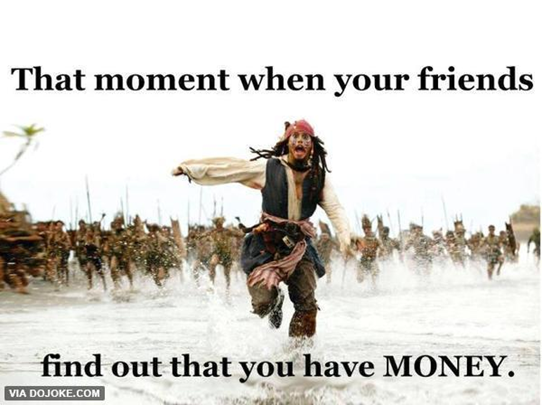 That moment when your friends
find out that you have MONEY.
VIA DOJOKE.COM